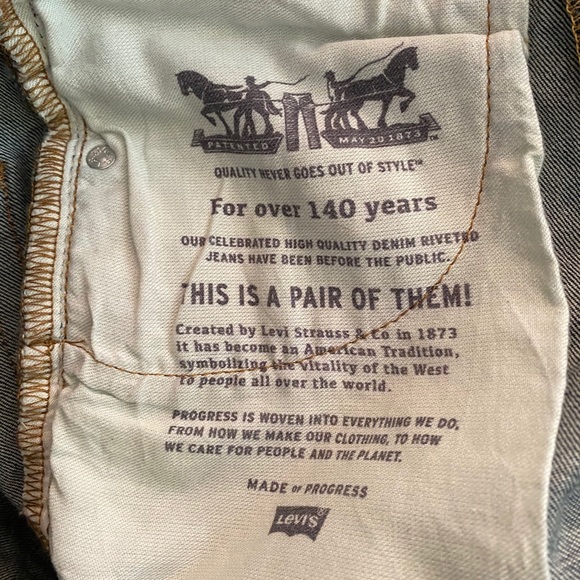 PATENTED MAY 20 1873 ™
QUALITY NEVER GOES OUT OF STYLE™
For over 140 years
OUR CELEBRATED HIGH QUALITY DENIM RIVETED
JEANS HAVE BEEN BEFORE THE PUBLIC.
THIS IS A PAIR OF THEM!
Created by Levi Strauss & Co in 1873
it has become an American Tradition,
symbolizing the vitality of the West
to people all over the world.
PROGRESS IS WOVEN INTO EVERYTHING WE DO,
FROM HOW WE MAKE OUR CLOTHING, TO HOW
WE CARE FOR PEOPLE AND THE PLANET.
MADE OF PROGRESS
LEVI'S®